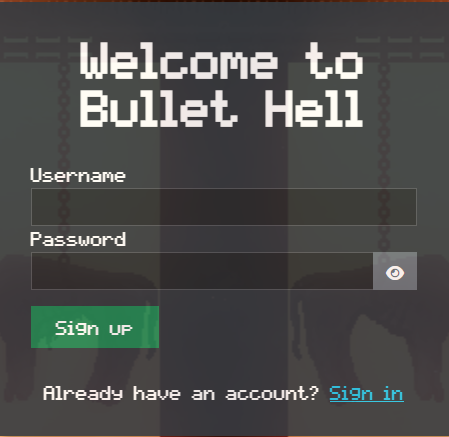 Welcome to
Bullet Hell
Username
Password
Sign up
Already have an account? Sign in